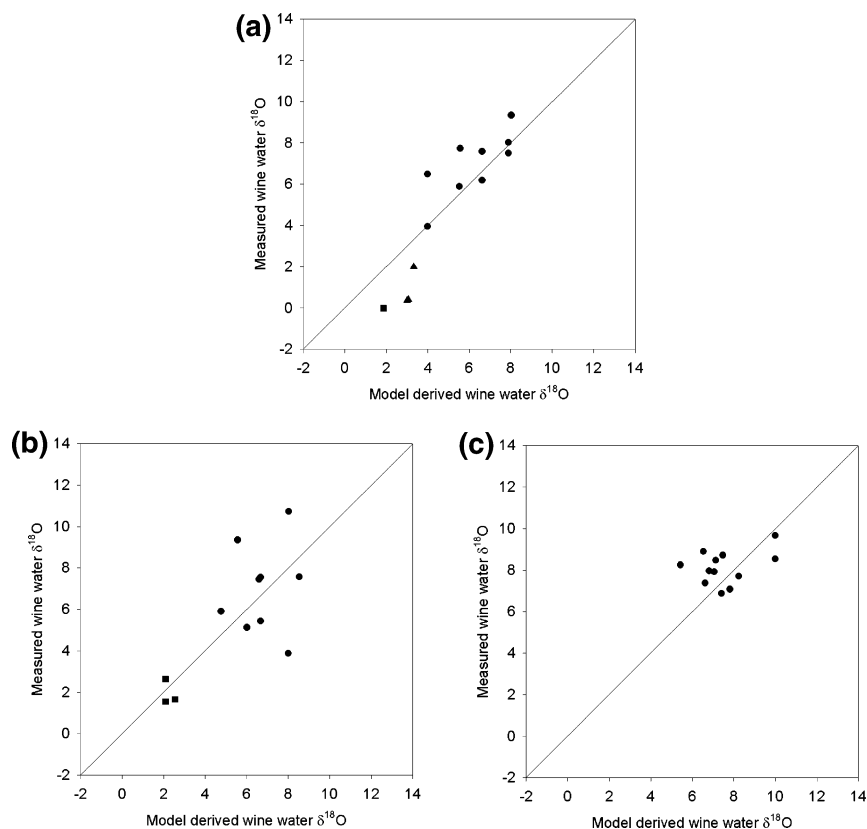 (a)
Measured wine water δ¹⁸O
14
12
10
8
6
4
2
0
-2
-2 0 2 4 6 8 10 12 14
Model derived wine water δ¹⁸O
(b)
Measured wine water δ¹⁸O
14
12
10
8
6
4
2
0
-2
-2 0 2 4 6 8 10 12 14
Model derived wine water δ¹⁸O
(c)
Measured wine water δ¹⁸O
14
12
10
8
6
4
2
0
-2
-2 0 2 4 6 8 10 12 14
Model derived wine water δ¹⁸O